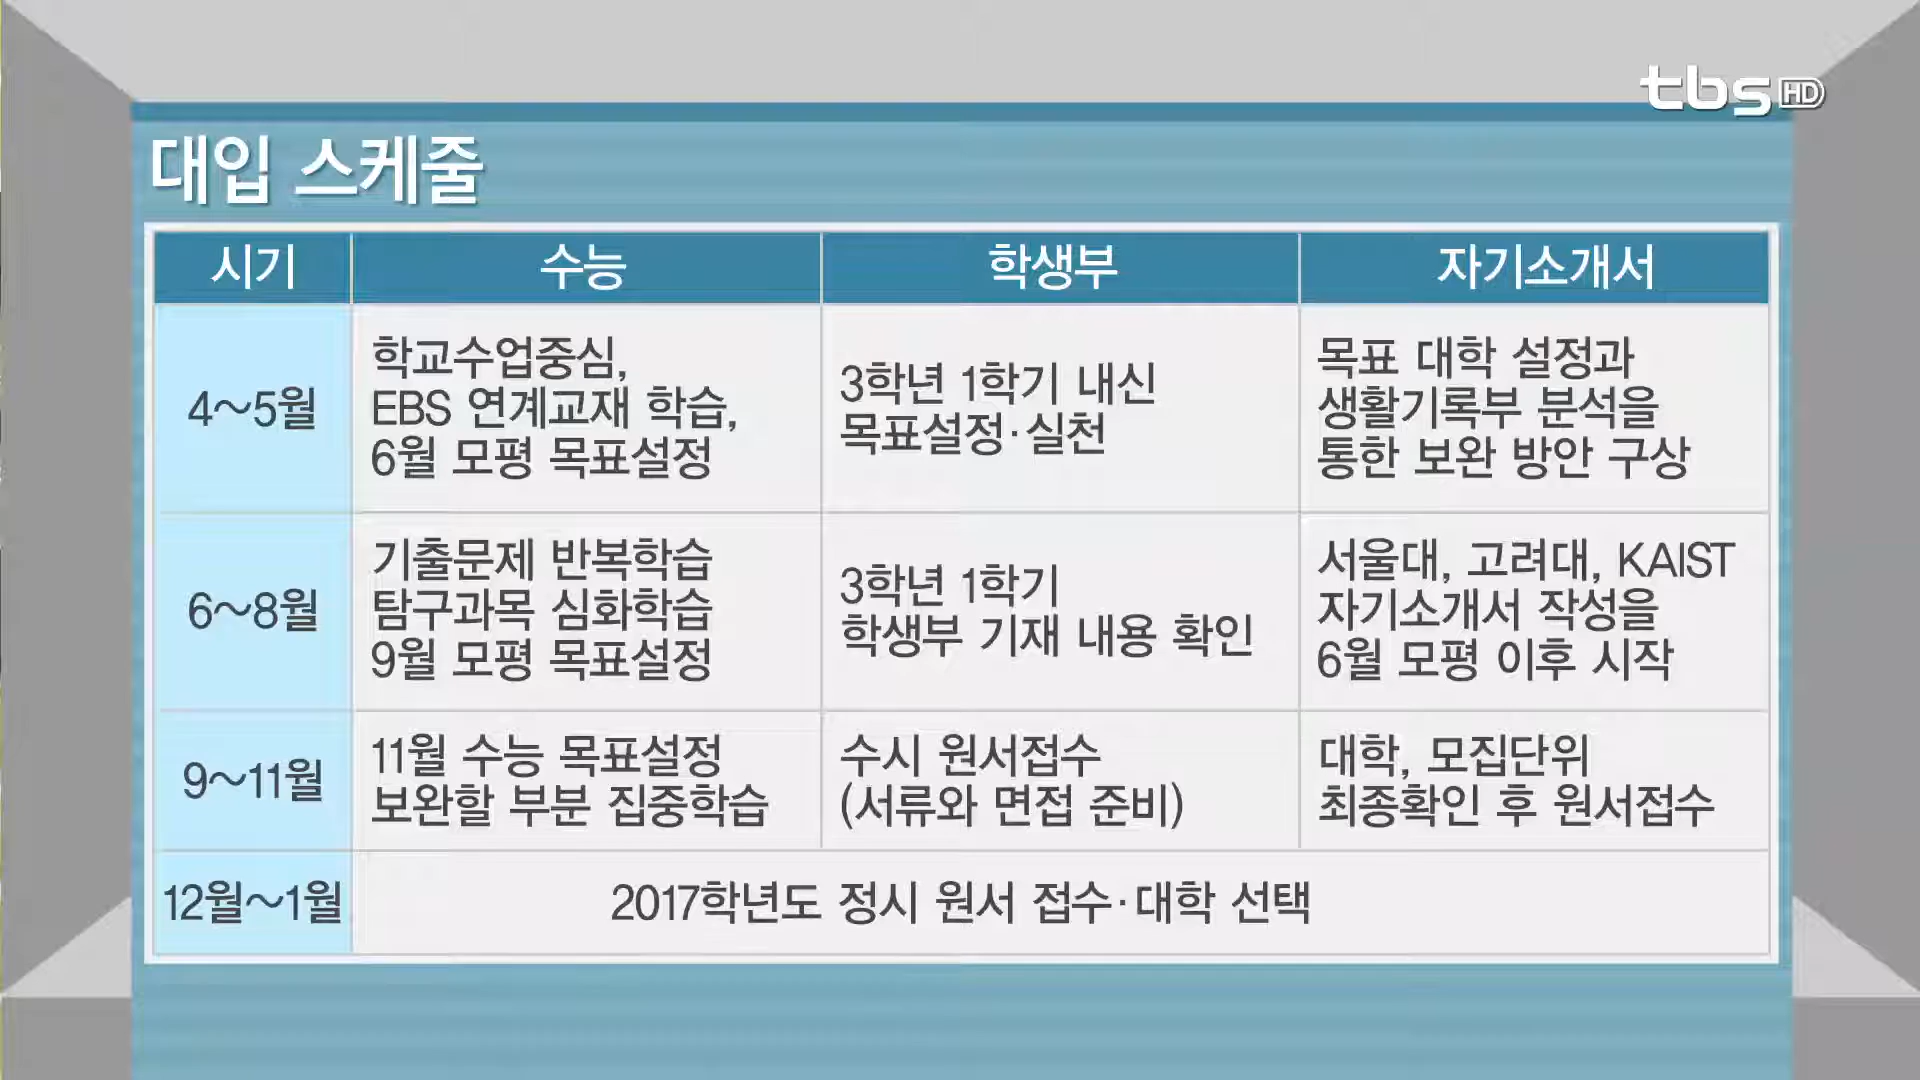 tbs HD
대입 스케줄
시기
수능
학생부
자기소개서
4~5월
학교수업중심,
EBS 연계교재 학습,
6월 모평 목표설정
3학년 1학기 내신
목표설정·실천
목표 대학 설정과
생활기록부 분석을
통한 보완 방안 구상
6~8월
기출문제 반복학습
탐구과목 심화학습
9월 모평 목표설정
3학년 1학기
학생부 기재 내용 확인
서울대, 고려대, KAIST
자기소개서 작성을
6월 모평 이후 시작
9~11월
11월 수능 목표설정
보완할 부분 집중학습
수시 원서접수
(서류와 면접 준비)
대학, 모집단위
최종확인 후 원서접수
12월~1월
2017학년도 정시 원서 접수·대학 선택